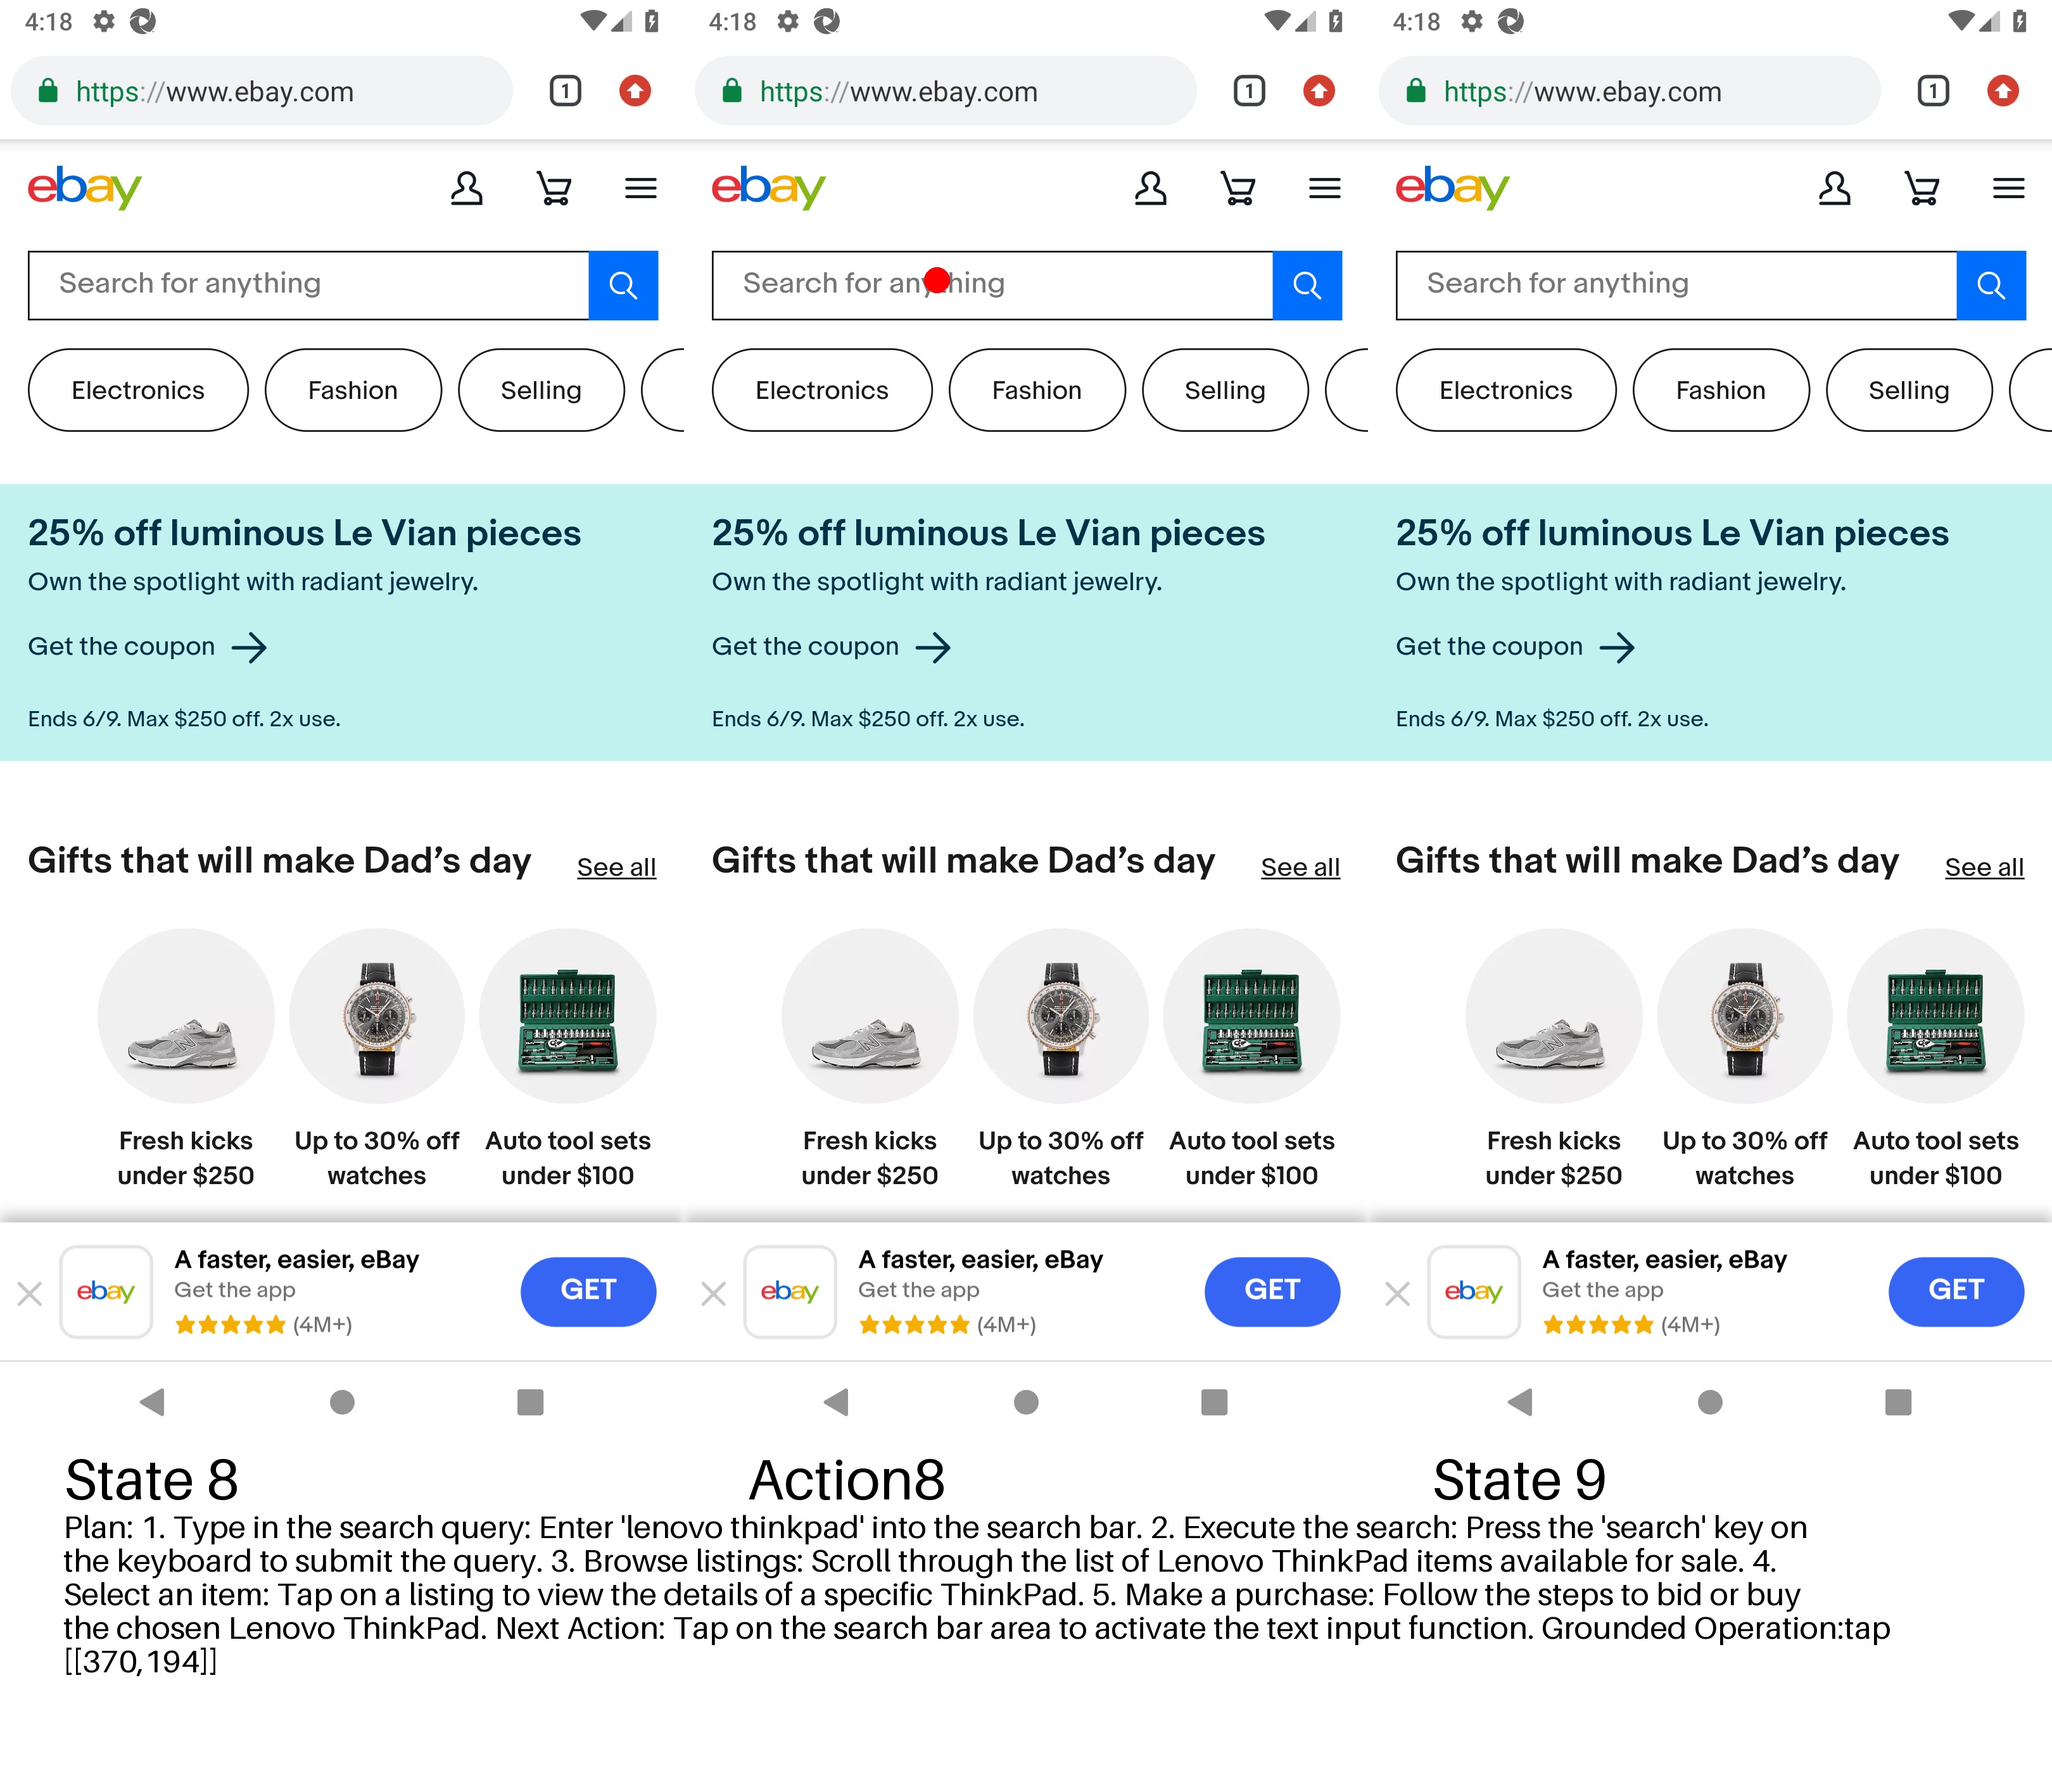 4:18
https://www.ebay.com
1
ebay
Search for anything
Electronics
Fashion
Selling
25% off luminous Le Vian pieces
Own the spotlight with radiant jewelry.
Get the coupon
Ends 6/9. Max $250 off. 2x use.
Gifts that will make Dad’s day
See all
Fresh kicks
under $250
Up to 30% off
watches
Auto tool sets
under $100
ebay
A faster, easier, eBay
Get the app
(4M+)
GET
4:18
https://www.ebay.com
1
ebay
Search for anything
Electronics
Fashion
Selling
25% off luminous Le Vian pieces
Own the spotlight with radiant jewelry.
Get the coupon
Ends 6/9. Max $250 off. 2x use.
Gifts that will make Dad’s day
See all
Fresh kicks
under $250
Up to 30% off
watches
Auto tool sets
under $100
ebay
A faster, easier, eBay
Get the app
(4M+)
GET
4:18
https://www.ebay.com
1
ebay
Search for anything
Electronics
Fashion
Selling
25% off luminous Le Vian pieces
Own the spotlight with radiant jewelry.
Get the coupon
Ends 6/9. Max $250 off. 2x use.
Gifts that will make Dad’s day
See all
Fresh kicks
under $250
Up to 30% off
watches
Auto tool sets
under $100
ebay
A faster, easier, eBay
Get the app
(4M+)
GET
State 8
Action8
State 9
Plan: 1. Type in the search query: Enter 'lenovo thinkpad' into the search bar. 2. Execute the search: Press the 'search' key on
the keyboard to submit the query. 3. Browse listings: Scroll through the list of Lenovo ThinkPad items available for sale. 4.
Select an item: Tap on a listing to view the details of a specific ThinkPad. 5. Make a purchase: Follow the steps to bid or buy
the chosen Lenovo ThinkPad. Next Action: Tap on the search bar area to activate the text input function. Grounded Operation:tap
[[370,194]]